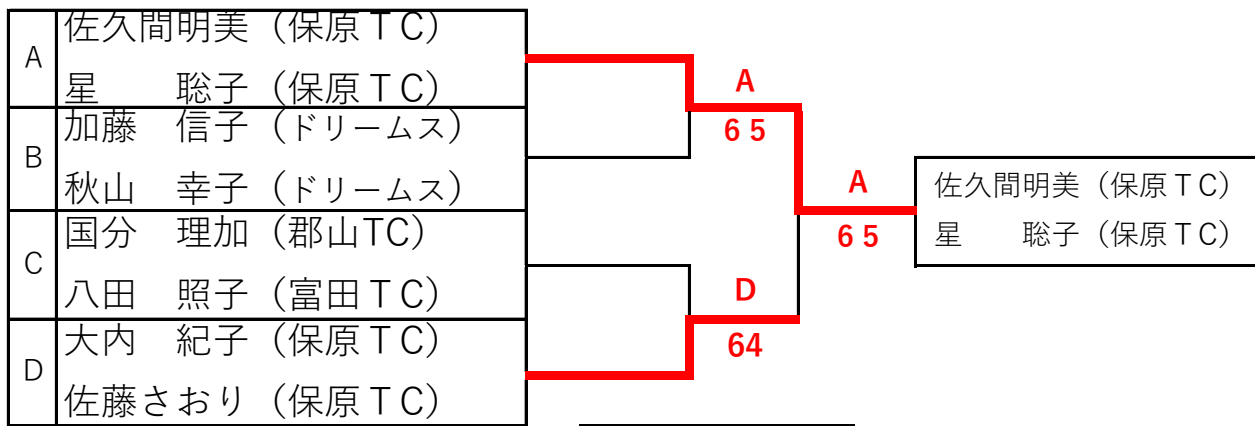 A
佐久間明美（保原ＴＣ）
星　　聡子（保原ＴＣ）
B
加藤　信子（ドリームス）
秋山　幸子（ドリームス）
C
国分　理加（郡山TC）
八田　照子（富田ＴＣ）
D
大内　紀子（保原ＴＣ）
佐藤さおり（保原ＴＣ）
A
6 5
D
64
A
6 5
佐久間明美（保原ＴＣ）
星　　聡子（保原ＴＣ）